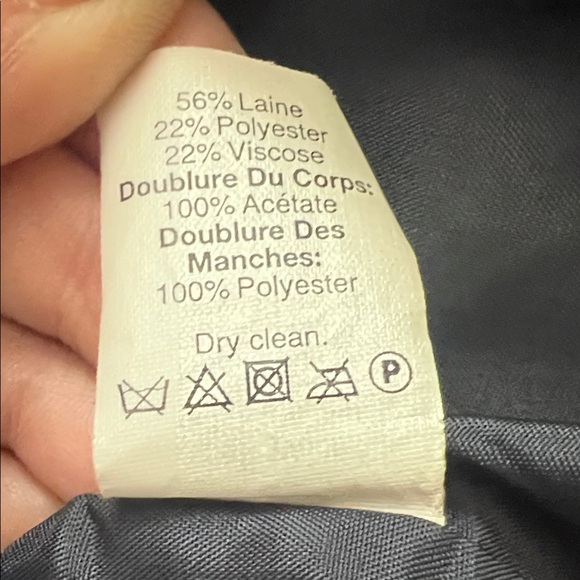 56% Laine
22% Polyester
22% Viscose
Doublure Du Corps:
100% Acétate
Doublure Des
Manches:
100% Polyester
Dry clean.
P